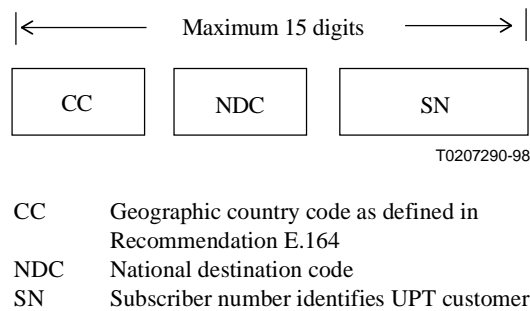 Maximum 15 digits
CC NDC SN
T0207290-98
CC Geographic country code as defined in
Recommendation E.164
NDC National destination code
SN Subscriber number identifies UPT customer